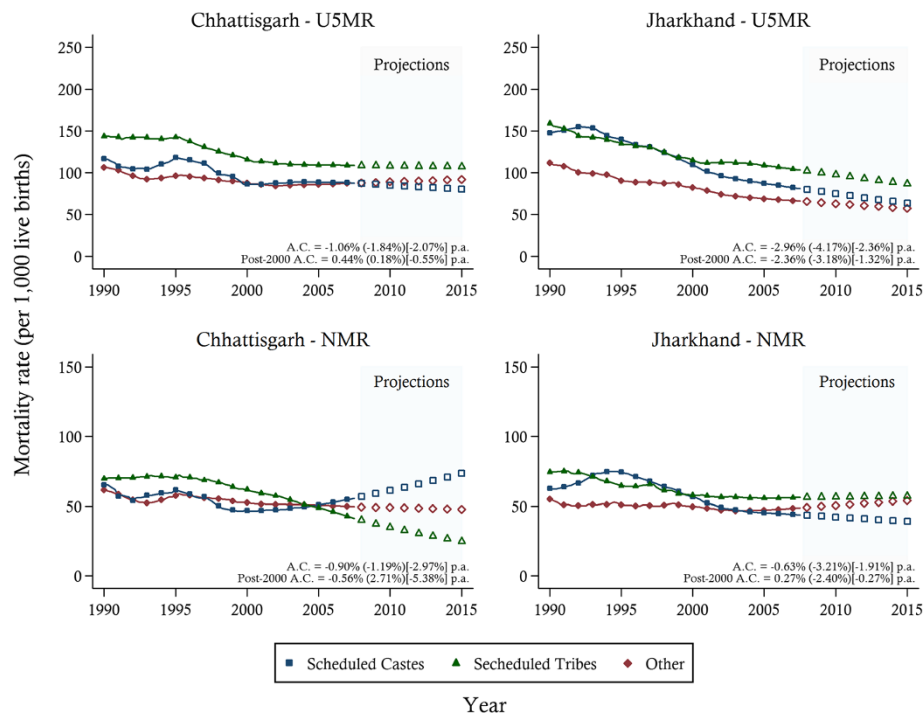 Chhattisgarh - U5MR
Jharkhand - U5MR
250
200
150
100
50
0
Projections
A.C. = -1.06% (-1.84%)[-2.07%] p.a.
Post-2000 A.C. = 0.44% (0.18%)[-0.55%] p.a.
1990 1995 2000 2005 2010 2015
250
200
150
100
50
0
Projections
A.C. = -2.96% (-4.17%)[-2.36%] p.a.
Post-2000 A.C. = -2.36% (-3.18%)[-1.32%] p.a.
1990 1995 2000 2005 2010 2015
Mortality rate (per 1,000 live births)
Chhattisgarh - NMR
Jharkhand - NMR
150
100
50
0
Projections
A.C. = -0.90% (-1.19%)[-2.97%] p.a.
Post-2000 A.C. = -0.56% (2.71%)[-5.38%] p.a.
1990 1995 2000 2005 2010 2015
150
100
50
0
Projections
A.C. = -0.63% (-3.21%)[-1.91%] p.a.
Post-2000 A.C. = 0.27% (-2.40%)[-0.27%] p.a.
1990 1995 2000 2005 2010 2015
Scheduled Castes Secheduled Tribes Other
Year